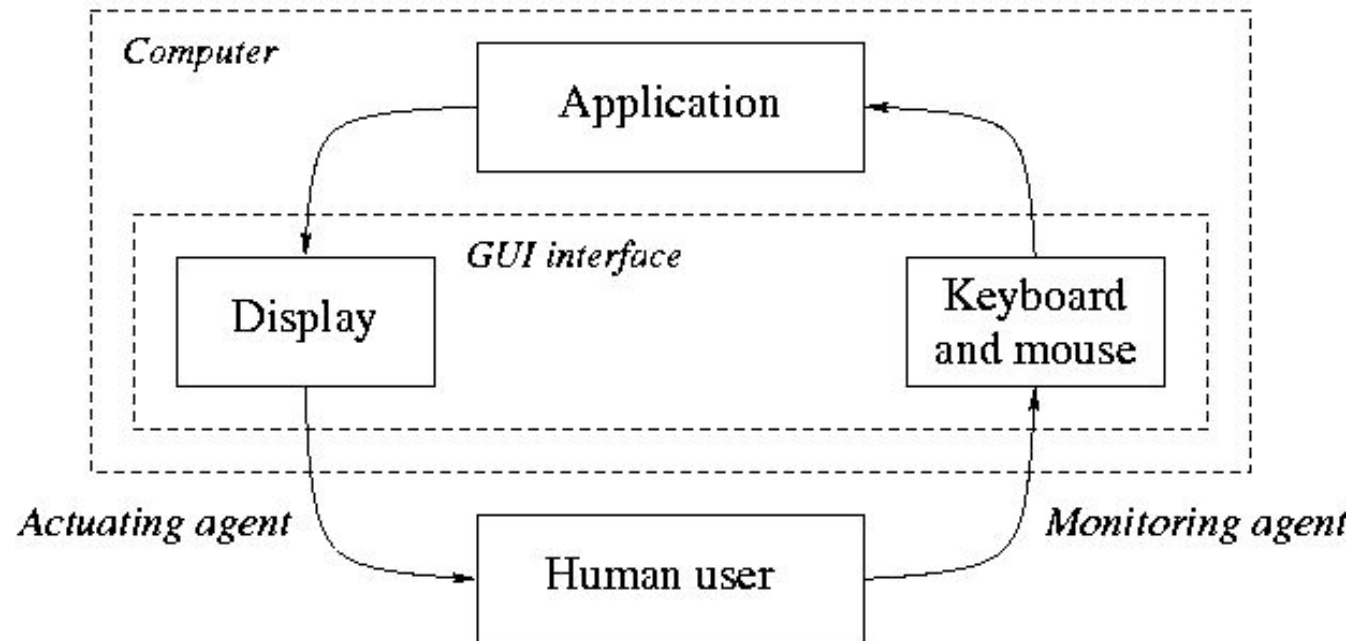 Computer
Application
GUI interface
Display
Keyboard
and mouse
Actuating agent
Monitoring agent
Human user